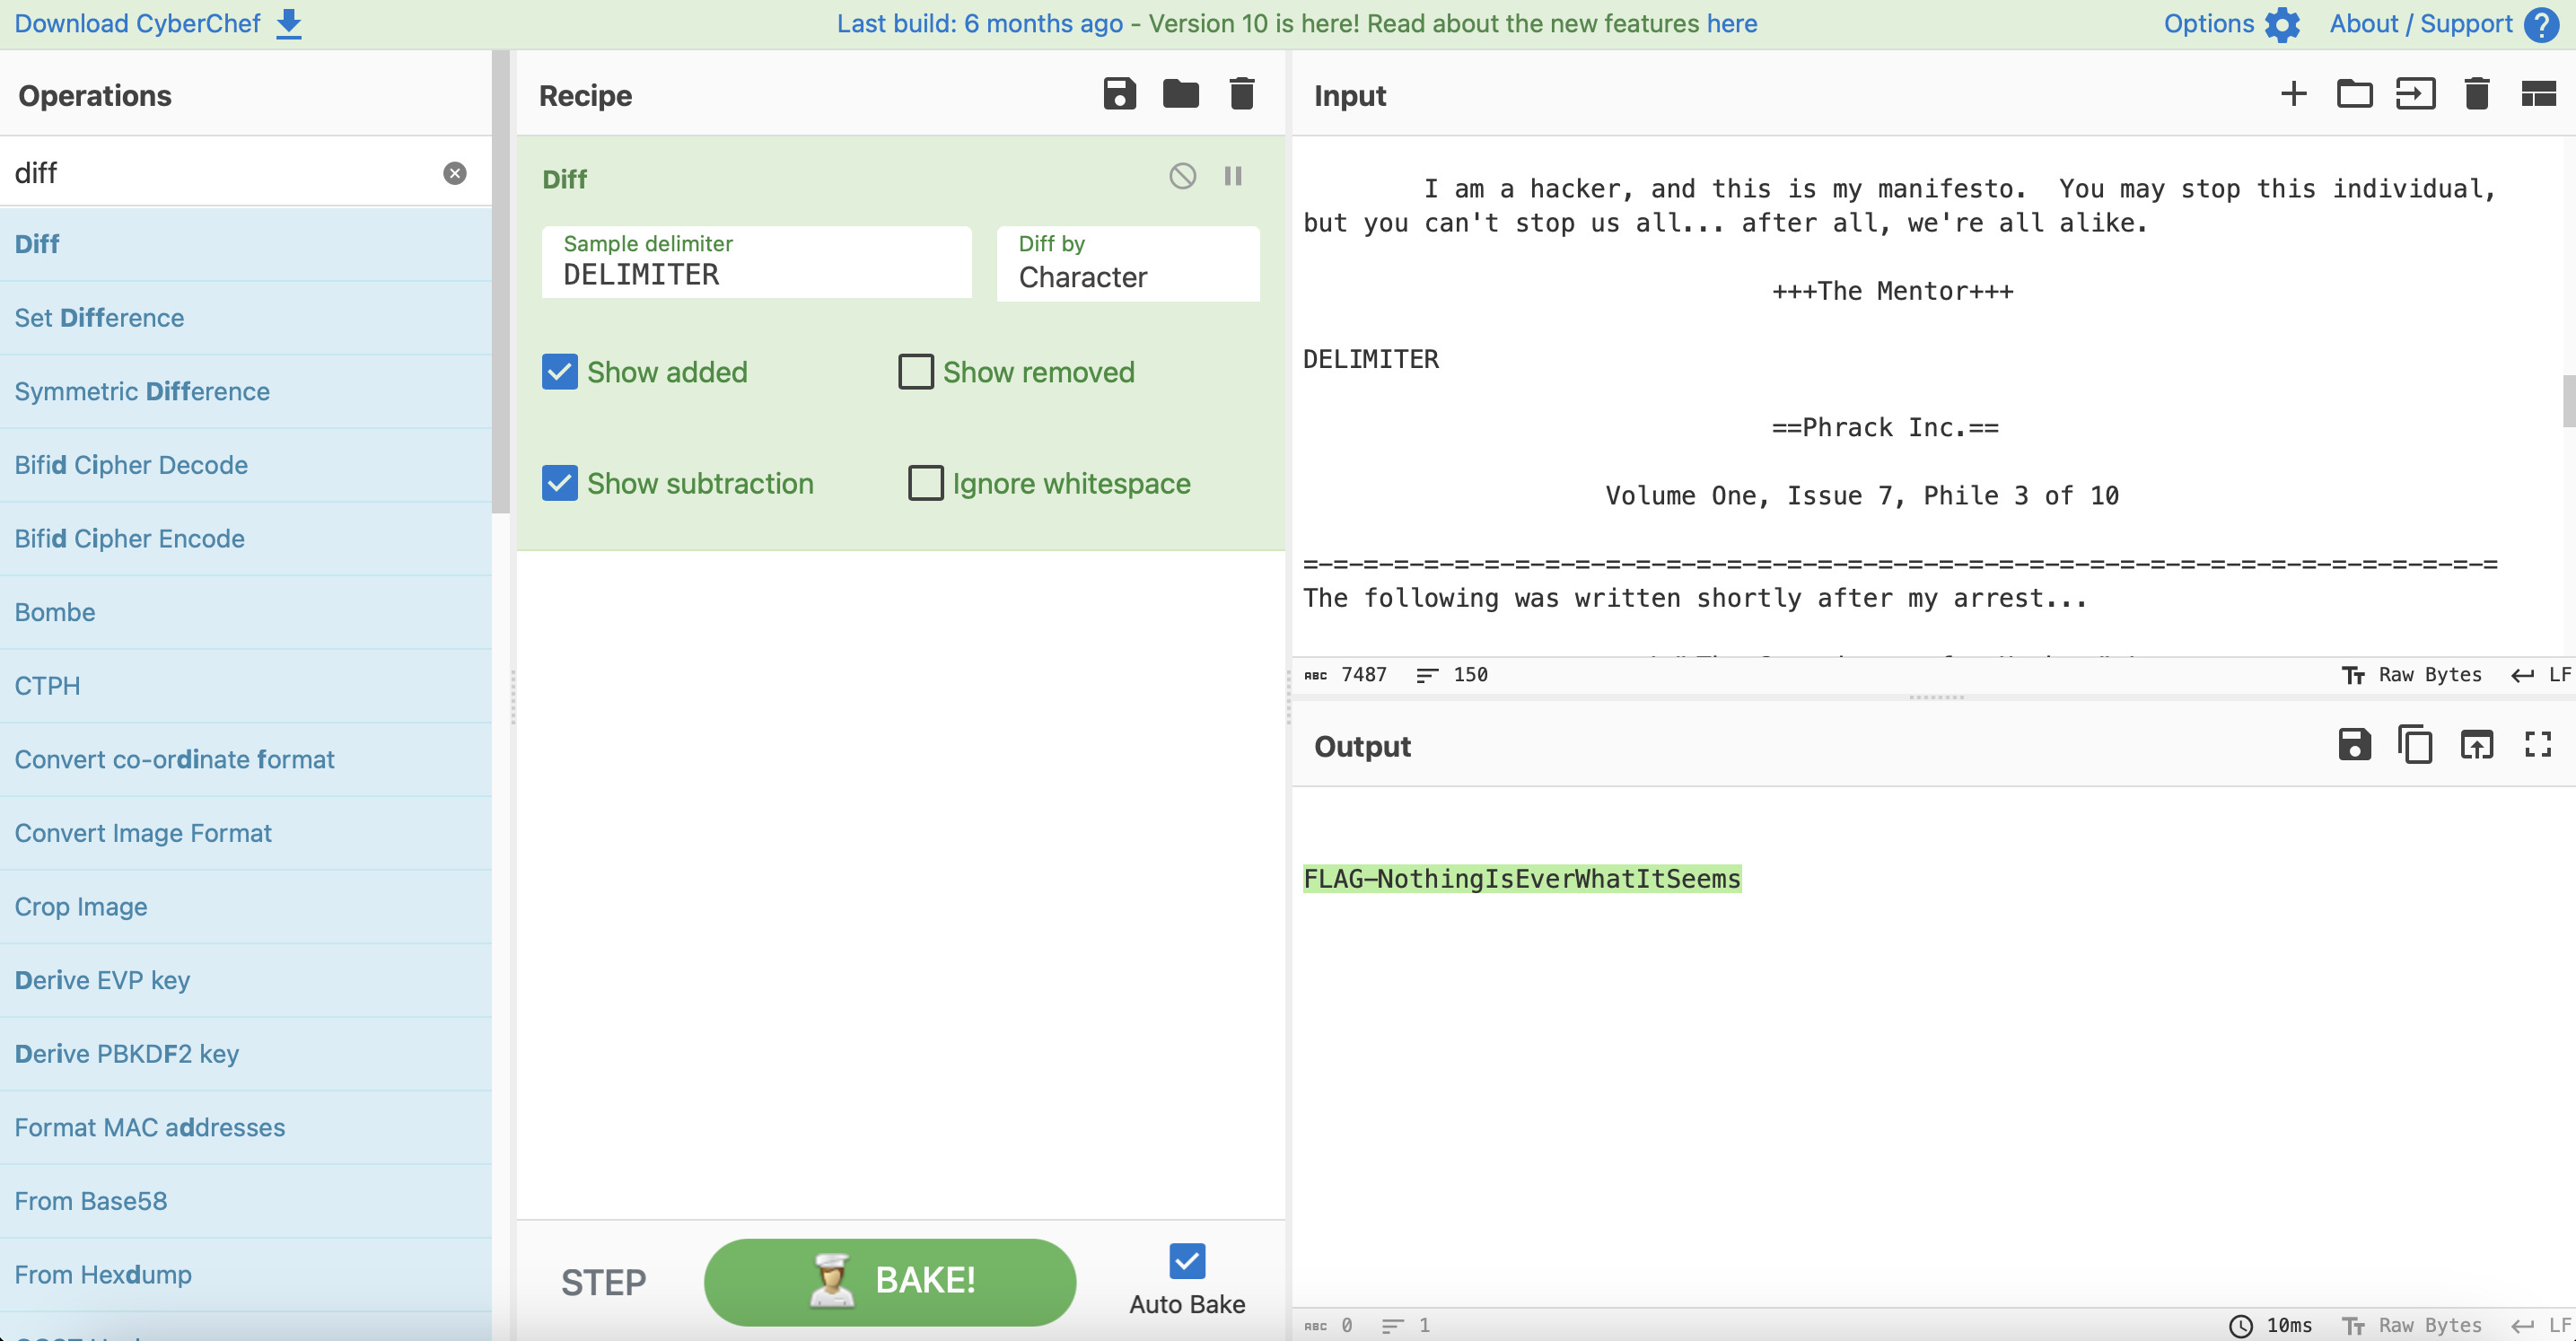 Download CyberChef
Last build: 6 months ago - Version 10 is here! Read about the new features here
Options
About / Support
Operations
diff
Diff
Set Difference
Symmetric Difference
Bifid Cipher Decode
Bifid Cipher Encode
Bombe
CTPH
Convert co-ordinate format
Convert Image Format
Crop Image
Derive EVP key
Derive PBKDF2 key
Format MAC addresses
From Base58
From Hexdump
Recipe
Diff
Sample delimiter
DELIMITER
Diff by
Character
Show added
Show removed
Show subtraction
Ignore whitespace
STEP
BAKE!
Auto Bake
Input
I am a hacker, and this is my manifesto.  You may stop this individual,
but you can't stop us all... after all, we're all alike.
+++The Mentor+++
DELIMITER
==Phrack Inc.==
Volume One, Issue 7, Phile 3 of 10
=-=-=-=-=-=-=-=-=-=-=-=-=-=-=-=-=-=-=-=-=-=-=-=-=-=-=-=-=-=-=-=-=-=-=-=-=-=-=-=
The following was written shortly after my arrest...
ABC 7487
150
Raw Bytes
LF
Output
FLAG-NothingIsEverWhatItSeems
ABC 0
1
10ms
Raw Bytes
LF